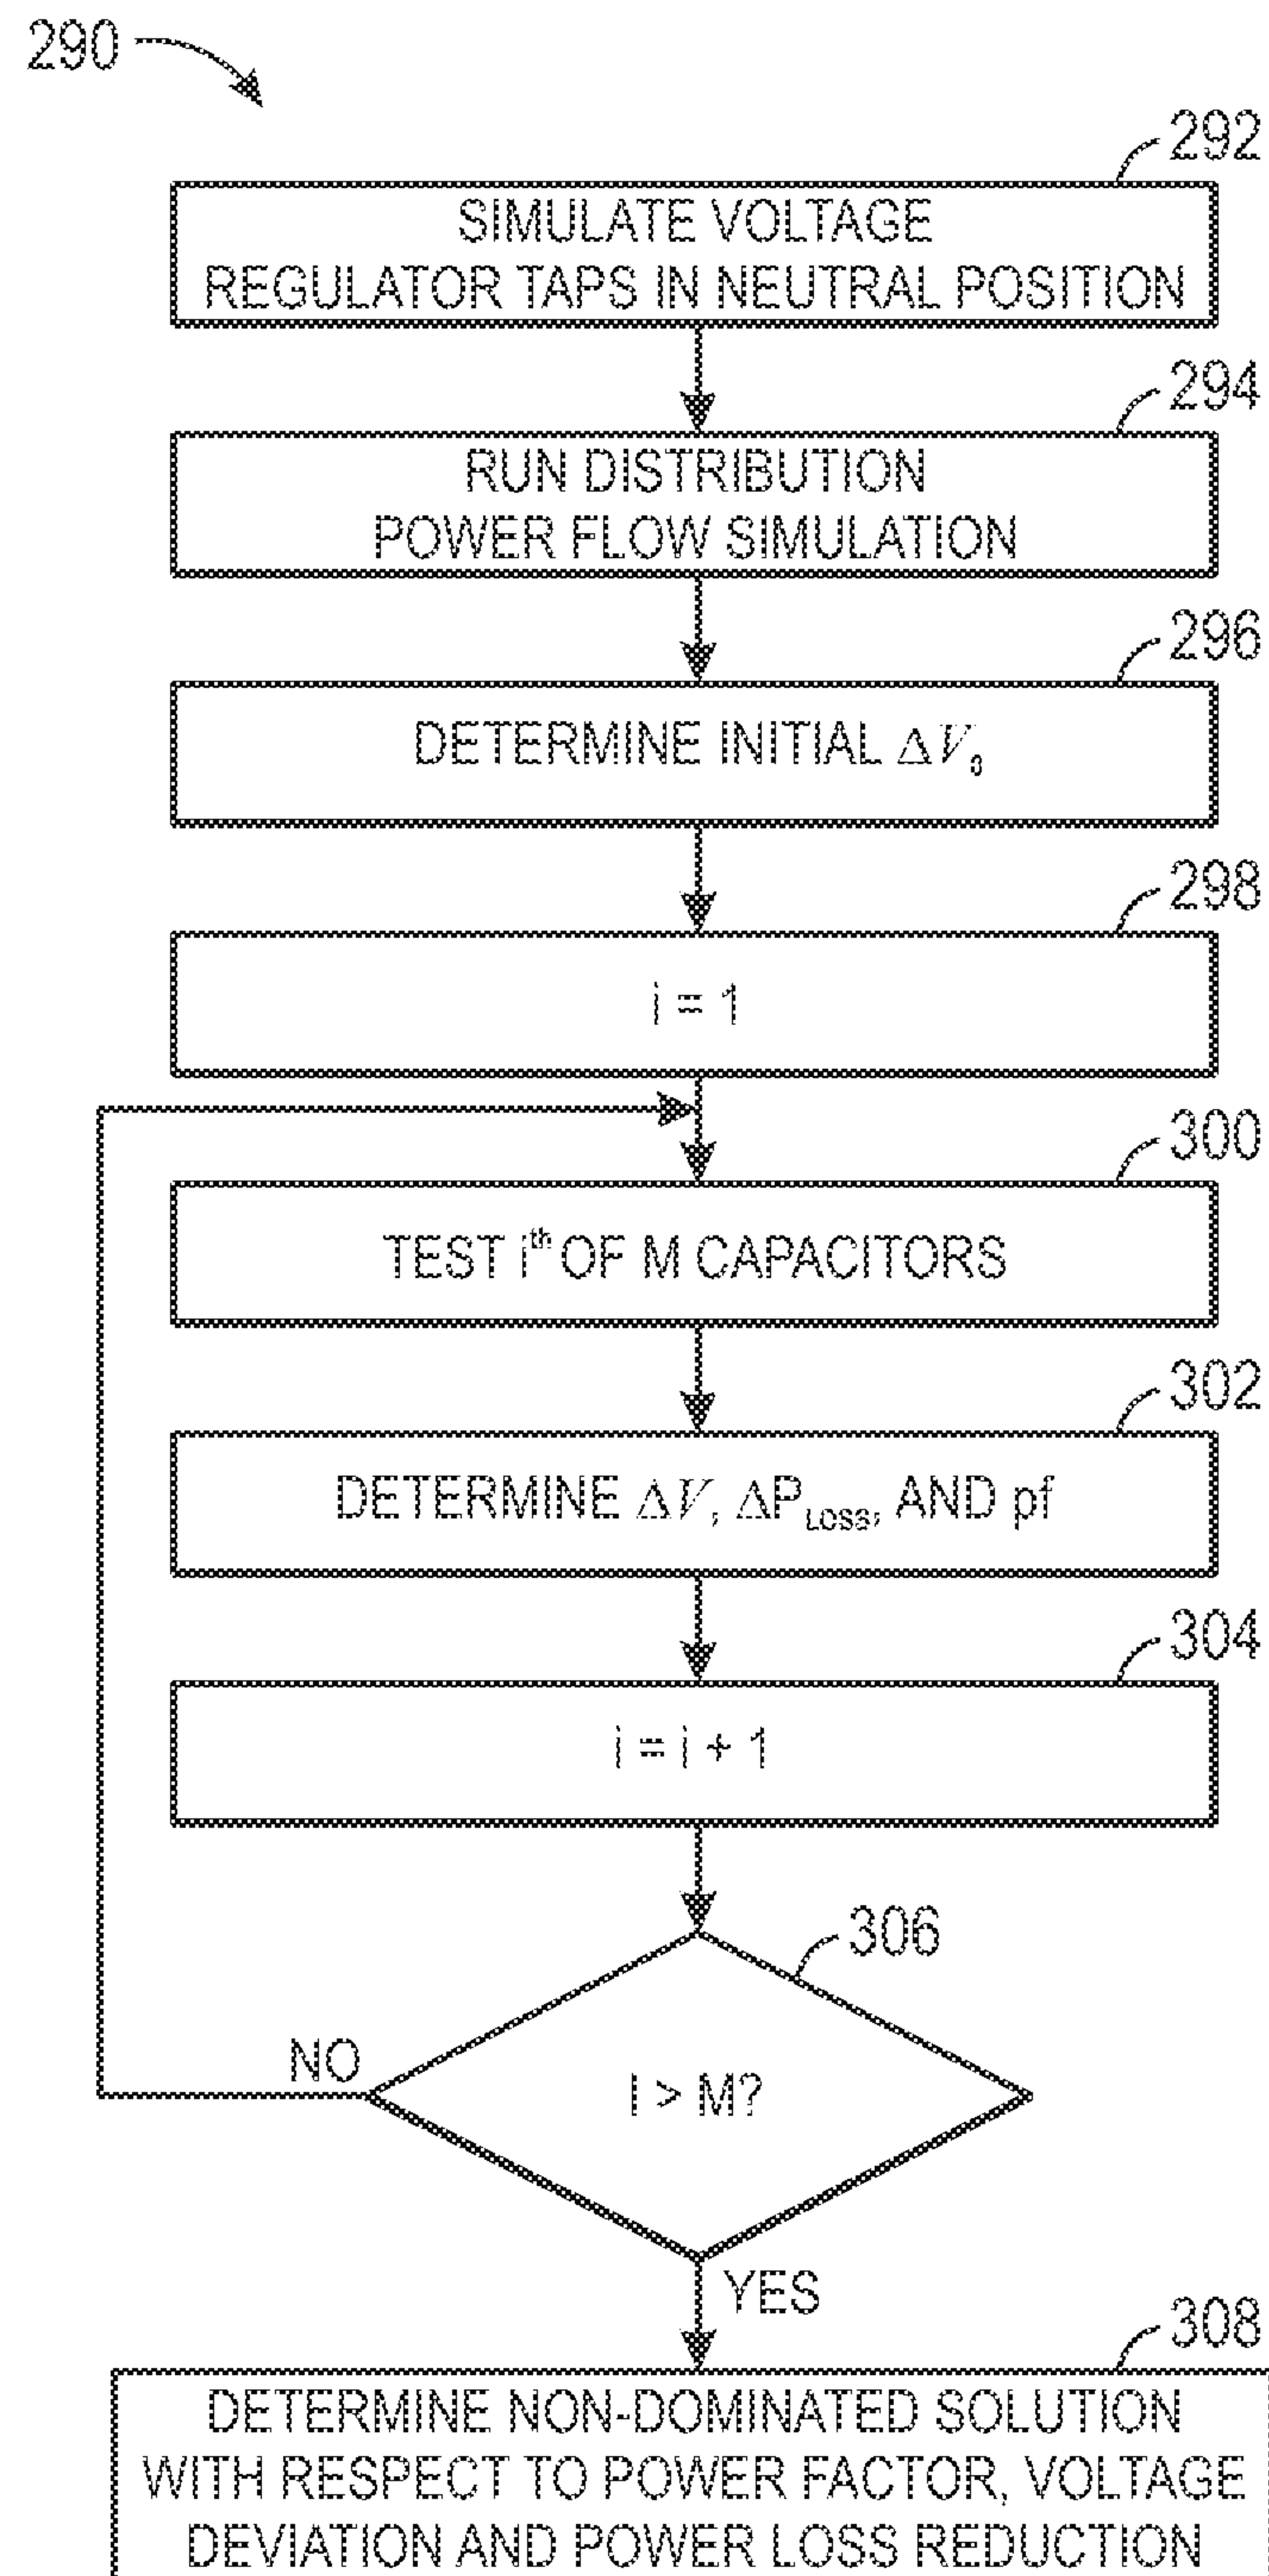 290
292
SIMULATE VOLTAGE
REGULATOR TAPS IN NEUTRAL POSITION
294
RUN DISTRIBUTION
POWER FLOW SIMULATION
296
DETERMINE INITIAL ΔV₀
298
i = 1
300
TEST iᵗʰ OF M CAPACITORS
302
DETERMINE ΔV, ΔP_LOSS, AND pf
304
i = i + 1
306
NO
I > M?
YES
308
DETERMINE NON-DOMINATED SOLUTION
WITH RESPECT TO POWER FACTOR, VOLTAGE
DEVIATION AND POWER LOSS REDUCTION